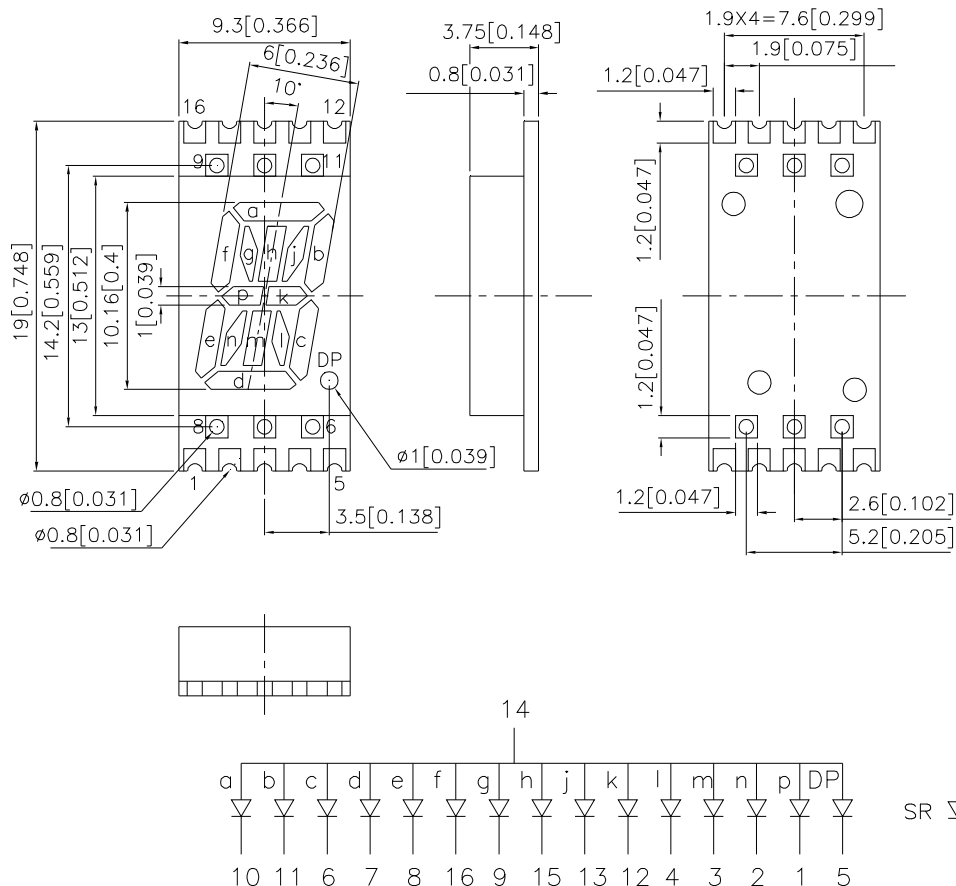 9.3[0.366]
6[0.236]
10°
16
12
9
11
a
f
g
h
j
b
p
k
e
n
m
l
c
d
DP
8
6
1
5
19[0.748]
14.2[0.559]
13[0.512]
10.16[0.4]
1[0.039]
ø0.8[0.031]
ø0.8[0.031]
ø1[0.039]
3.5[0.138]
3.75[0.148]
0.8[0.031]
1.9X4=7.6[0.299]
1.9[0.075]
1.2[0.047]
1.2[0.047]
1.2[0.047]
1.2[0.047]
2.6[0.102]
5.2[0.205]
14
a b c d e f g h j k l m n p DP
SR
10 11 6 7 8 16 9 15 13 12 4 3 2 1 5